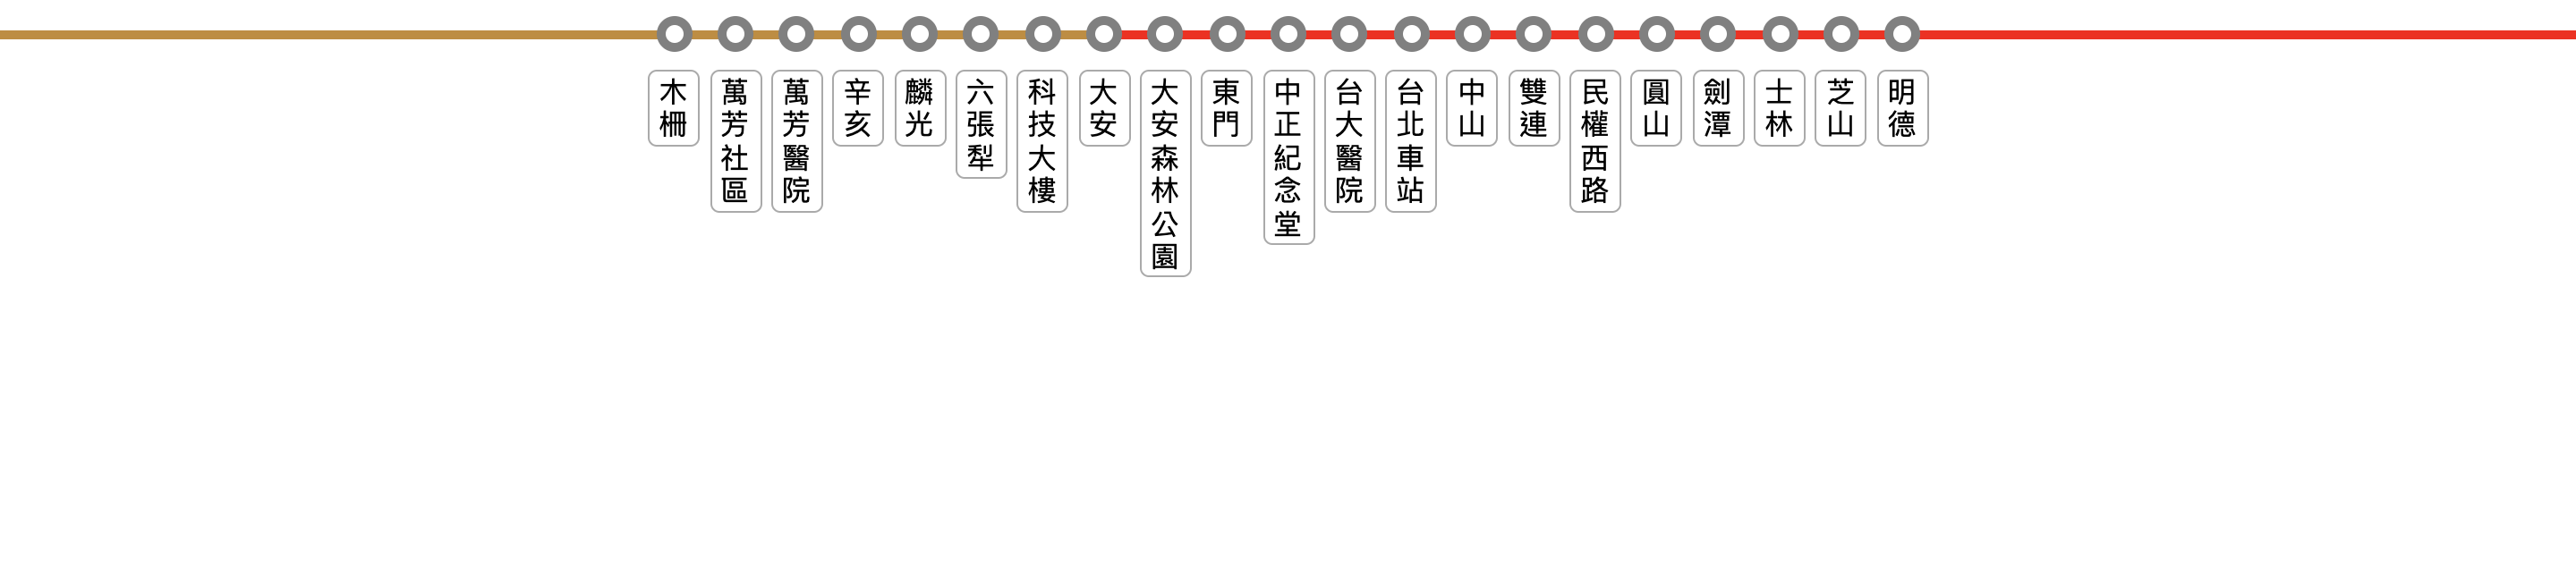 木柵
萬芳社區
萬芳醫院
辛亥
麟光
六張犁
科技大樓
大安
大安森林公園
東門
中正紀念堂
台大醫院
台北車站
中山
雙連
民權西路
圓山
劍潭
士林
芝山
明德